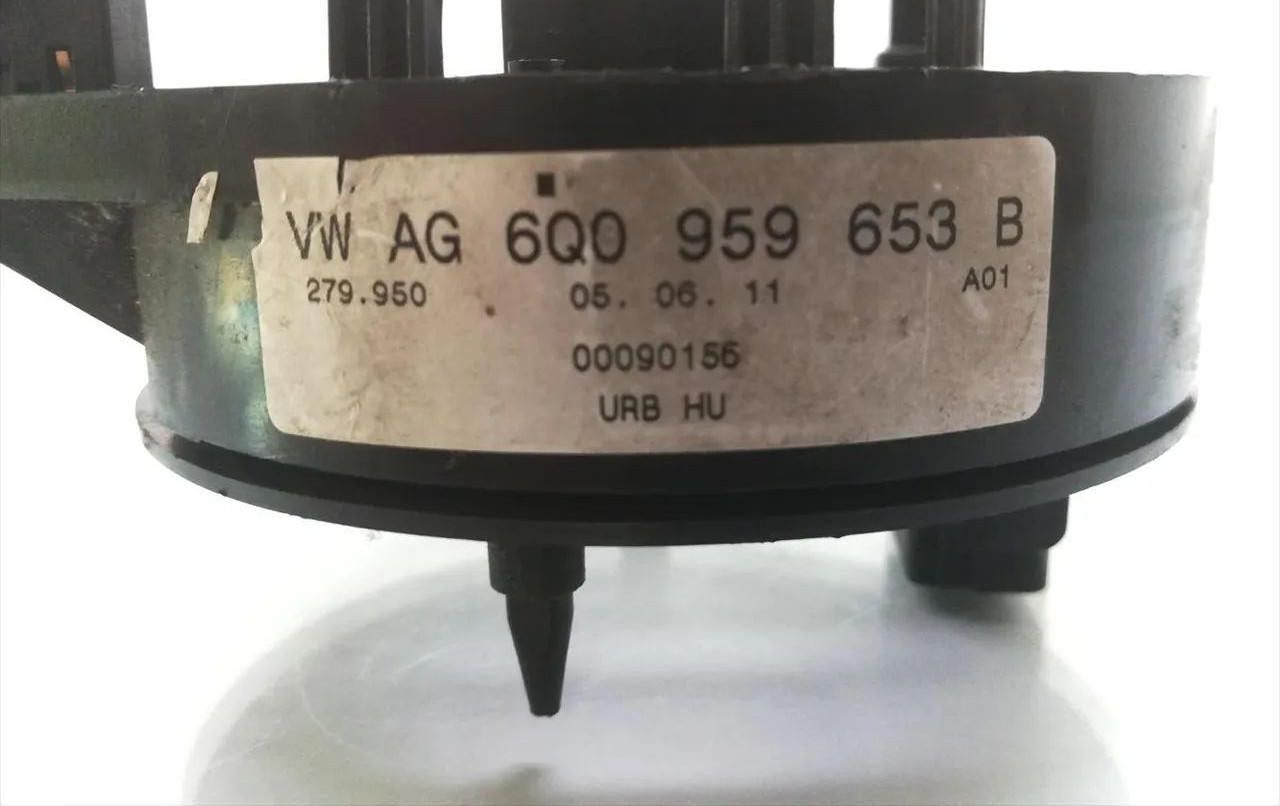 VW AG 6Q0 959 653 B
279.950 05. 06. 11 A01
00090156
URB HU